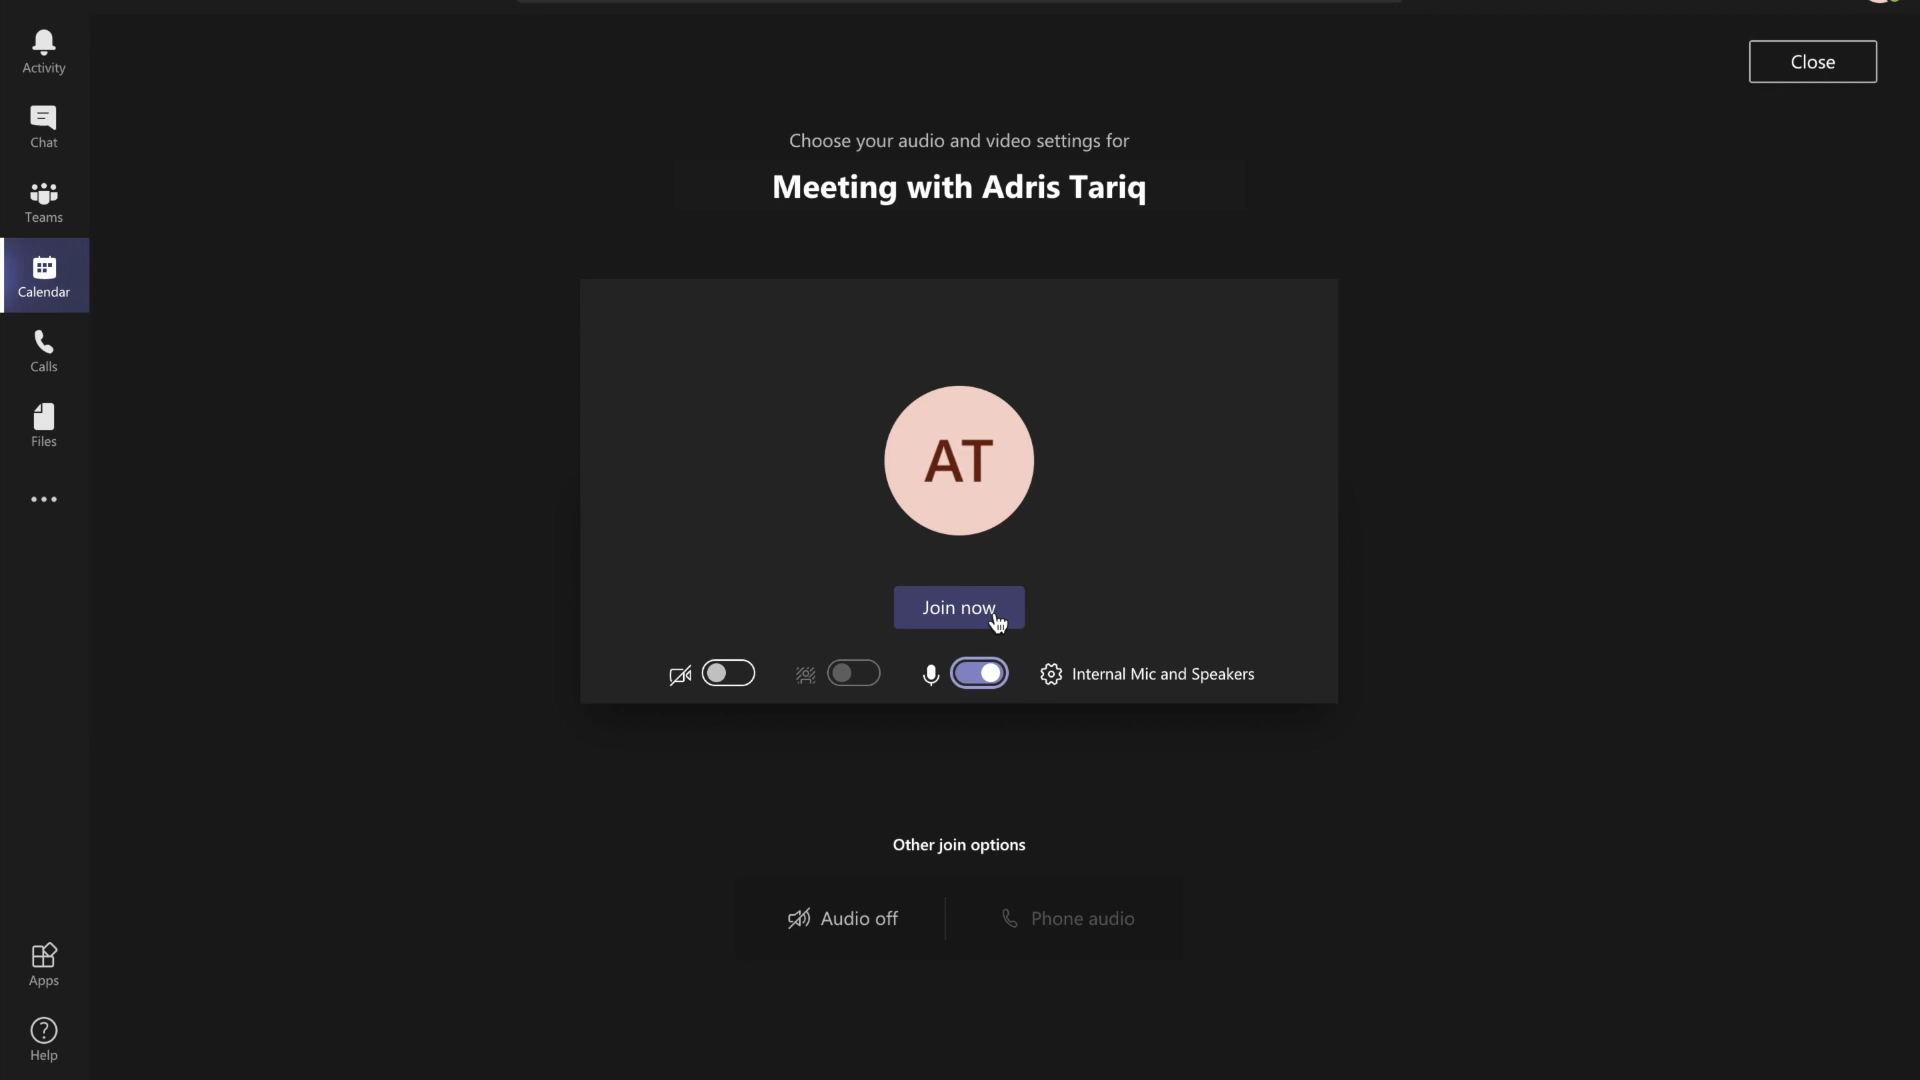 Activity
Chat
Teams
Calendar
Calls
Files
Apps
Help
Close
Choose your audio and video settings for
Meeting with Adris Tariq
AT
Join now
Internal Mic and Speakers
Other join options
Audio off
Phone audio